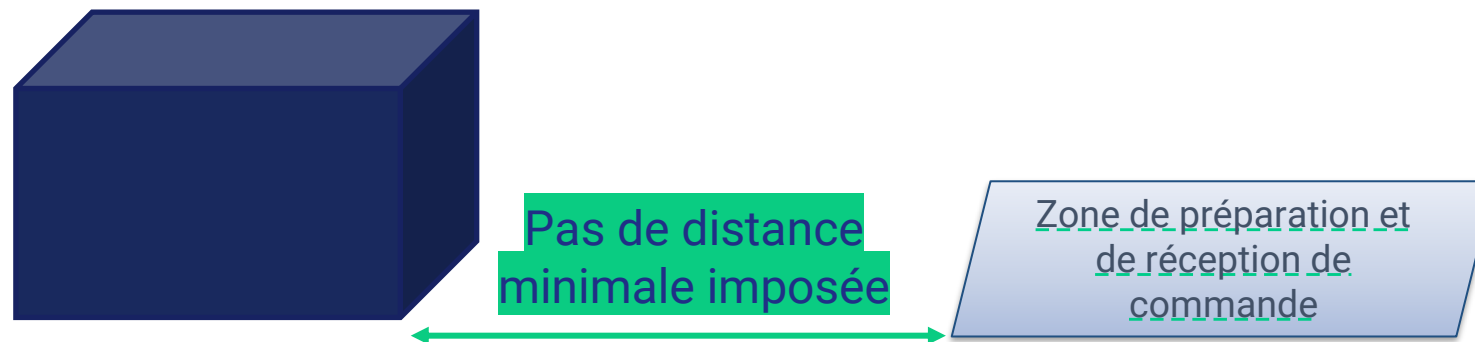 Pas de distance
minimale imposée
Zone de préparation et
de réception de
commande